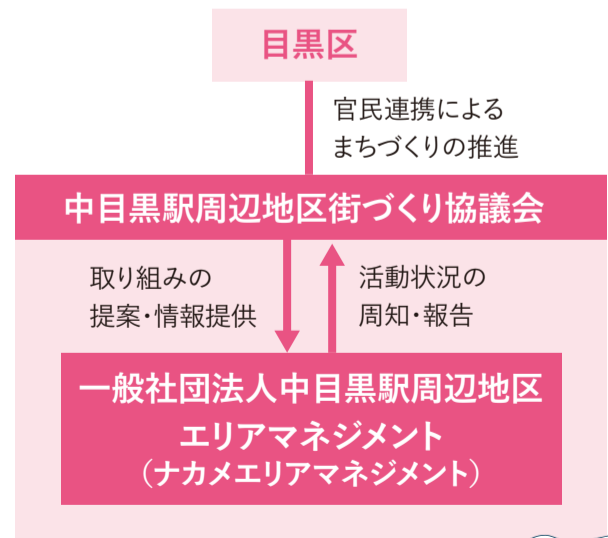 目黒区
官民連携による
まちづくりの推進
中目黒駅周辺地区街づくり協議会
取り組みの
提案・情報提供
活動状況の
周知・報告
一般社団法人中目黒駅周辺地区
エリアマネジメント
（ナカメエリアマネジメント）